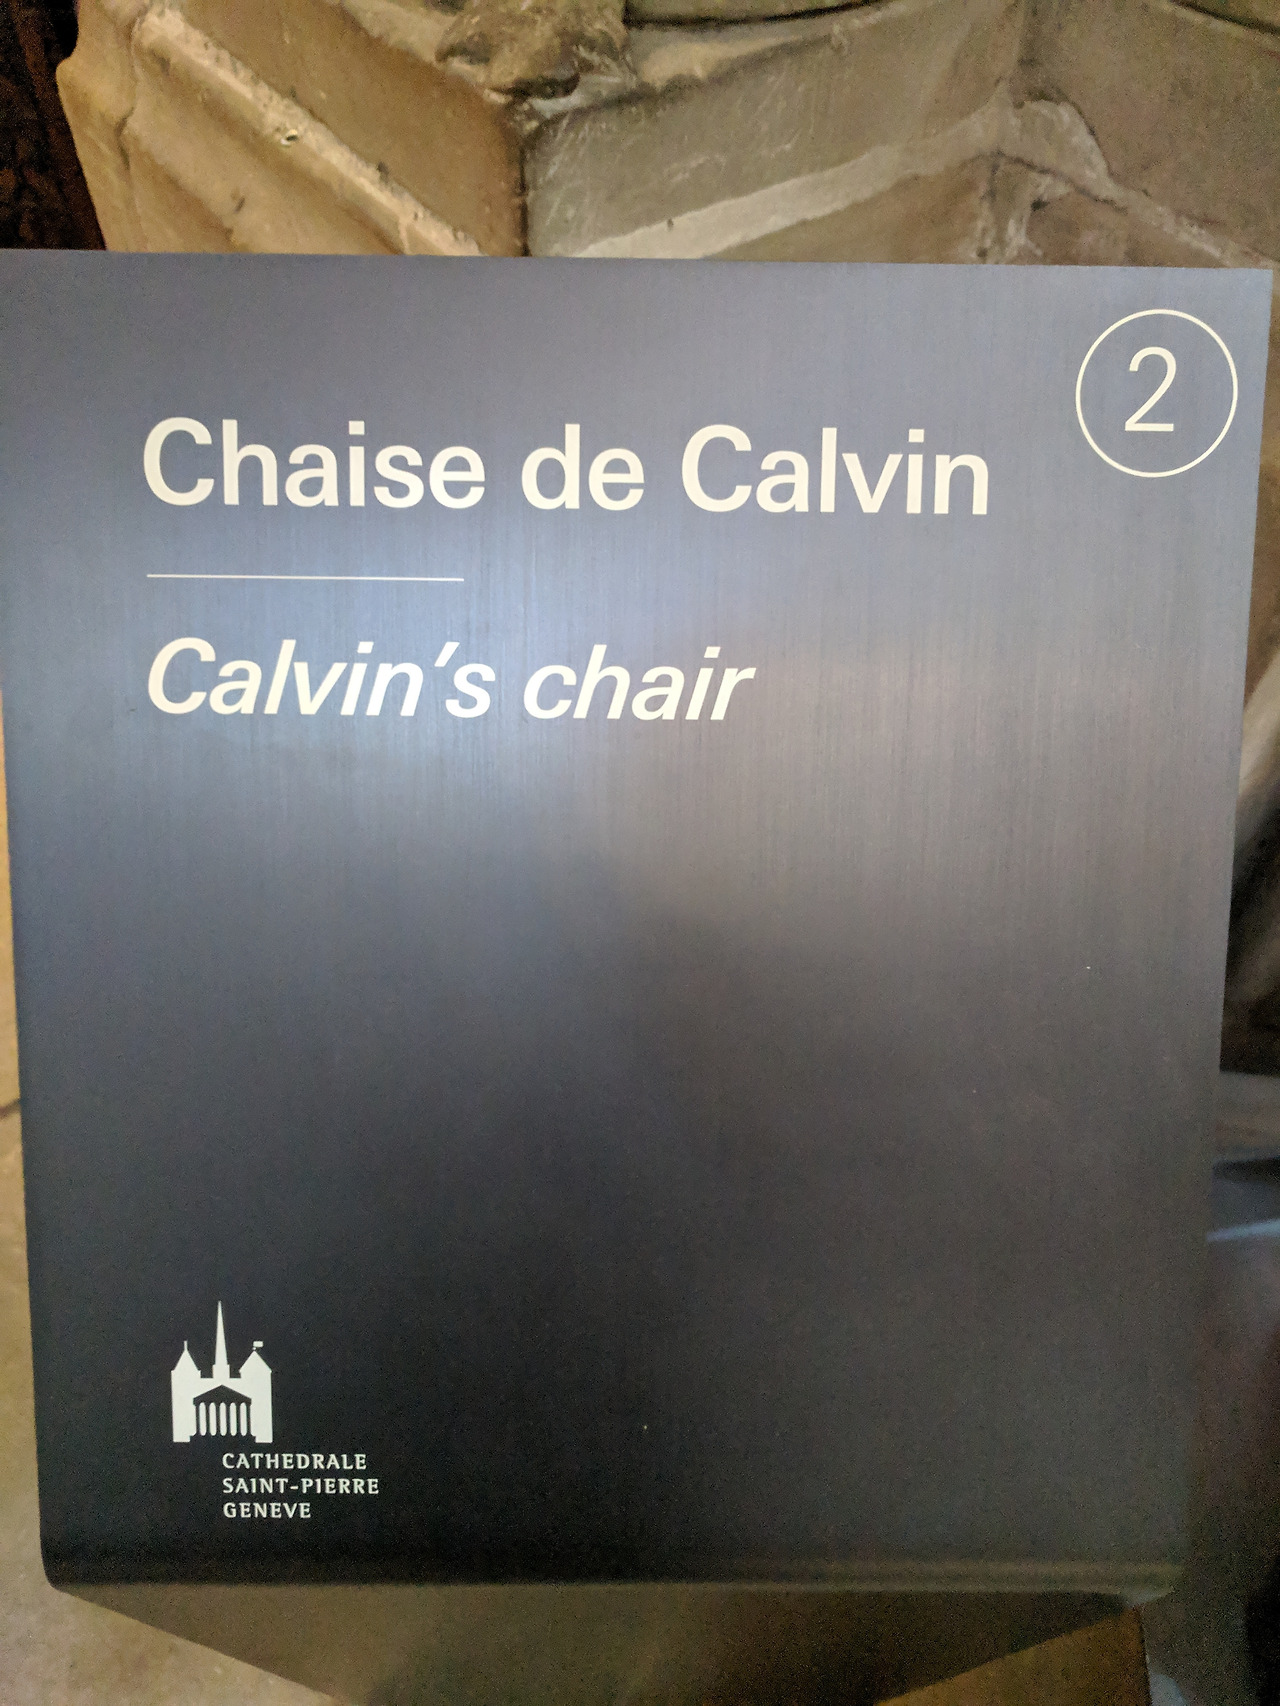 2
Chaise de Calvin
Calvin's chair
CATHEDRALE
SAINT-PIERRE
GENEVE